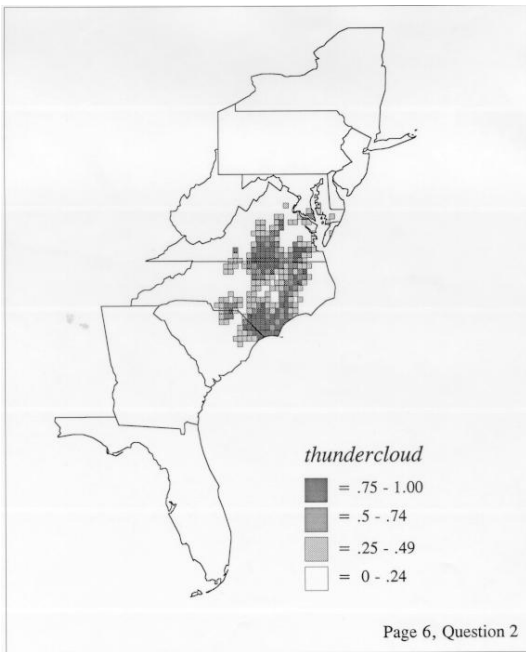 thundercloud
= .75 - 1.00
= .5 - .74
= .25 - .49
= 0 - .24
Page 6, Question 2